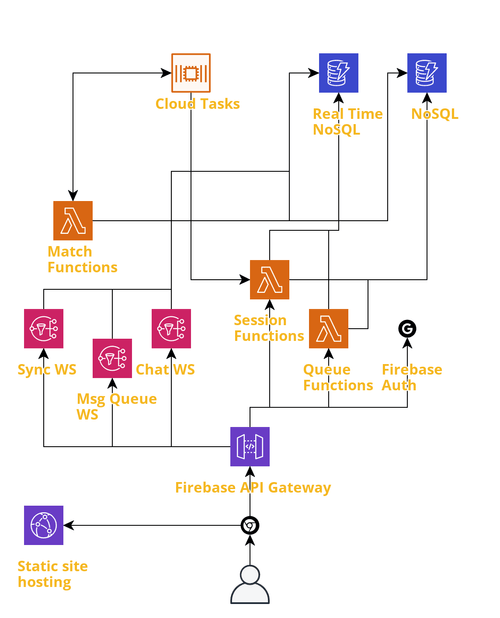 Cloud Tasks
Real Time
NoSQL
NoSQL
Match
Functions
Session
Functions
Sync WS
Chat WS
Msg Queue
WS
Queue
Functions
Firebase
Auth
G
Firebase API Gateway
Static site
hosting